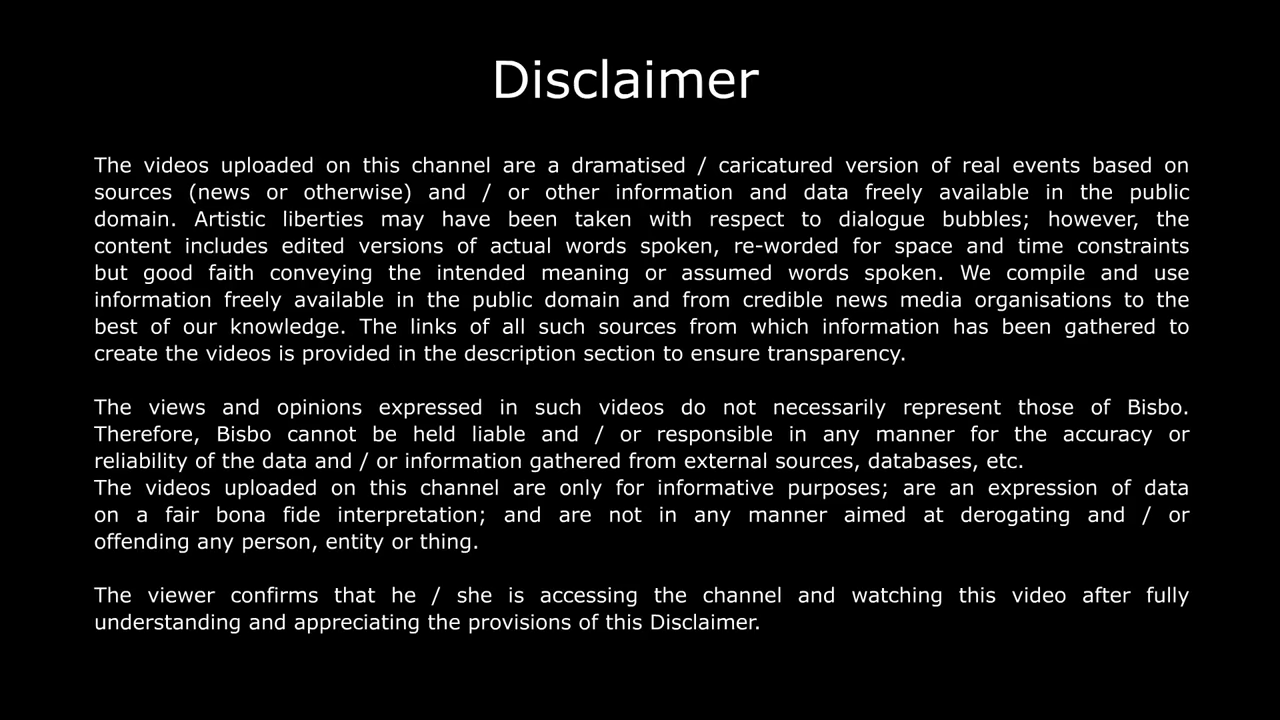 Disclaimer
The videos uploaded on this channel are a dramatised / caricatured version of real events based on
sources (news or otherwise) and / or other information and data freely available in the public
domain. Artistic liberties may have been taken with respect to dialogue bubbles; however, the
content includes edited versions of actual words spoken, re-worded for space and time constraints
but good faith conveying the intended meaning or assumed words spoken. We compile and use
information freely available in the public domain and from credible news media organisations to the
best of our knowledge. The links of all such sources from which information has been gathered to
create the videos is provided in the description section to ensure transparency.
The views and opinions expressed in such videos do not necessarily represent those of Bisbo.
Therefore, Bisbo cannot be held liable and / or responsible in any manner for the accuracy or
reliability of the data and / or information gathered from external sources, databases, etc.
The videos uploaded on this channel are only for informative purposes; are an expression of data
on a fair bona fide interpretation; and are not in any manner aimed at derogating and / or
offending any person, entity or thing.
The viewer confirms that he / she is accessing the channel and watching this video after fully
understanding and appreciating the provisions of this Disclaimer.